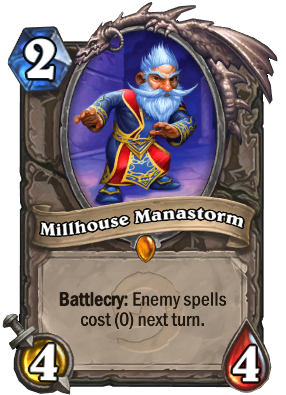 2
Millhouse Manastorm
Battlecry: Enemy spells
cost (0) next turn.
4
4